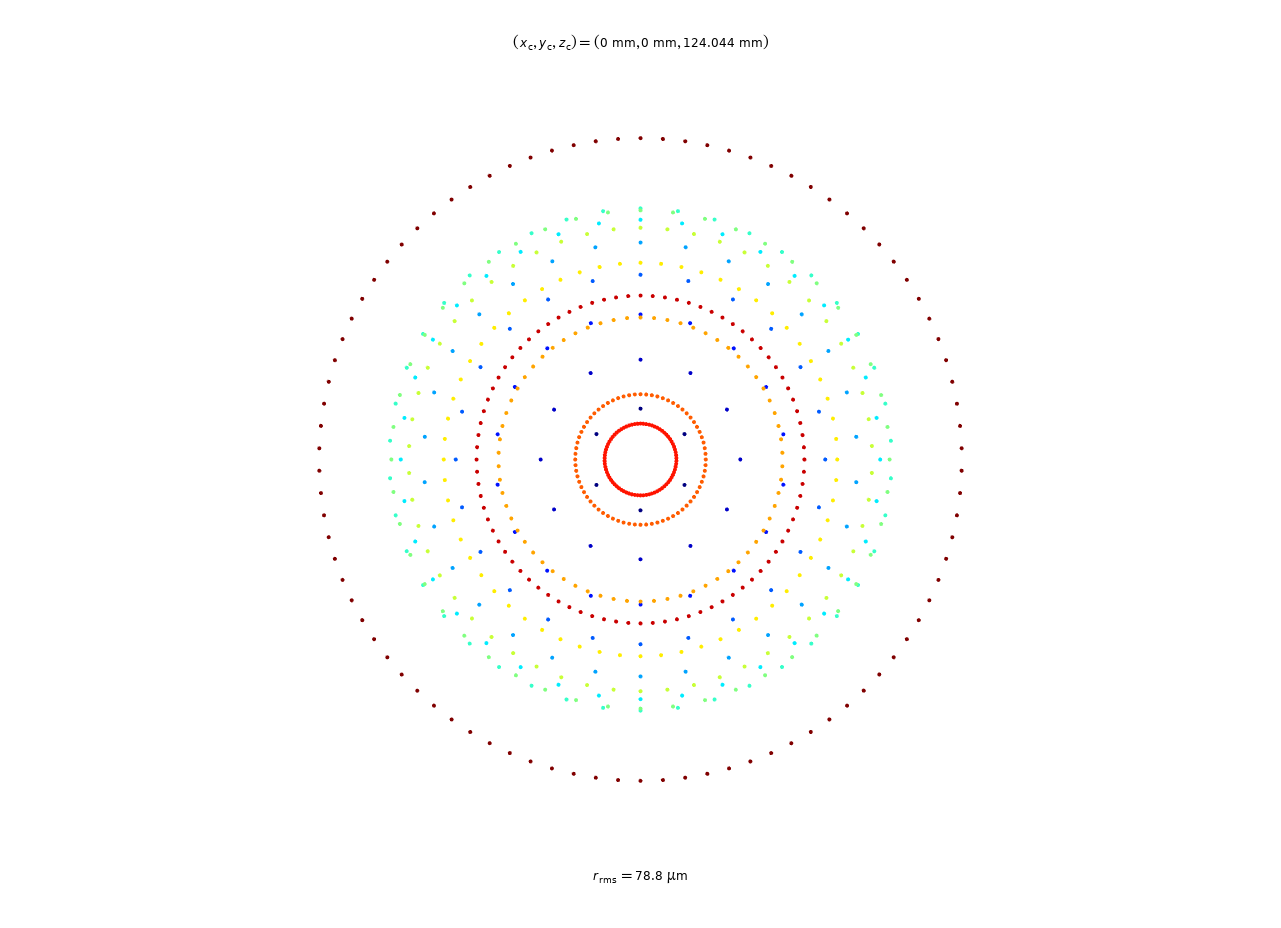 (x_c, y_c, z_c) = (0 mm, 0 mm, 124.044 mm)
r_rms = 78.8 µm